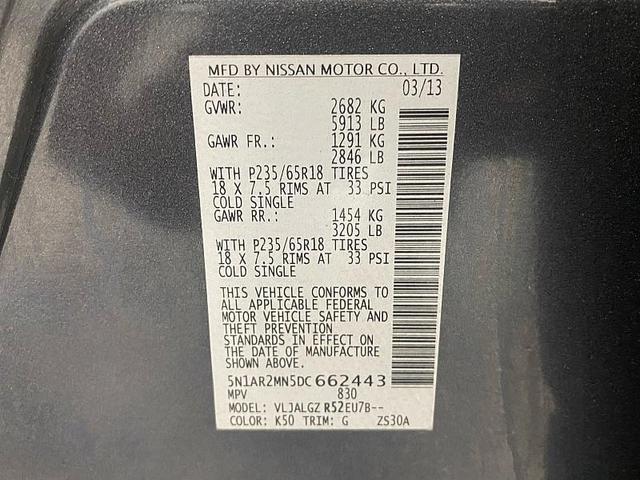 MFD BY NISSAN MOTOR CO., LTD.
DATE: 03/13
GVWR: 2682 KG
5913 LB
GAWR FR.: 1291 KG
2846 LB
WITH P235/65R18 TIRES
18 X 7.5 RIMS AT 33 PSI
COLD SINGLE
GAWR RR.: 1454 KG
3205 LB
WITH P235/65R18 TIRES
18 X 7.5 RIMS AT 33 PSI
COLD SINGLE
THIS VEHICLE CONFORMS TO
ALL APPLICABLE FEDERAL
MOTOR VEHICLE SAFETY AND
THEFT PREVENTION
STANDARDS IN EFFECT ON
THE DATE OF MANUFACTURE
SHOWN ABOVE.
5N1AR2MN5DC662443
MPV 830
MODEL: VLJALGZ R52EU7B--
COLOR: K50 TRIM: G ZS30A